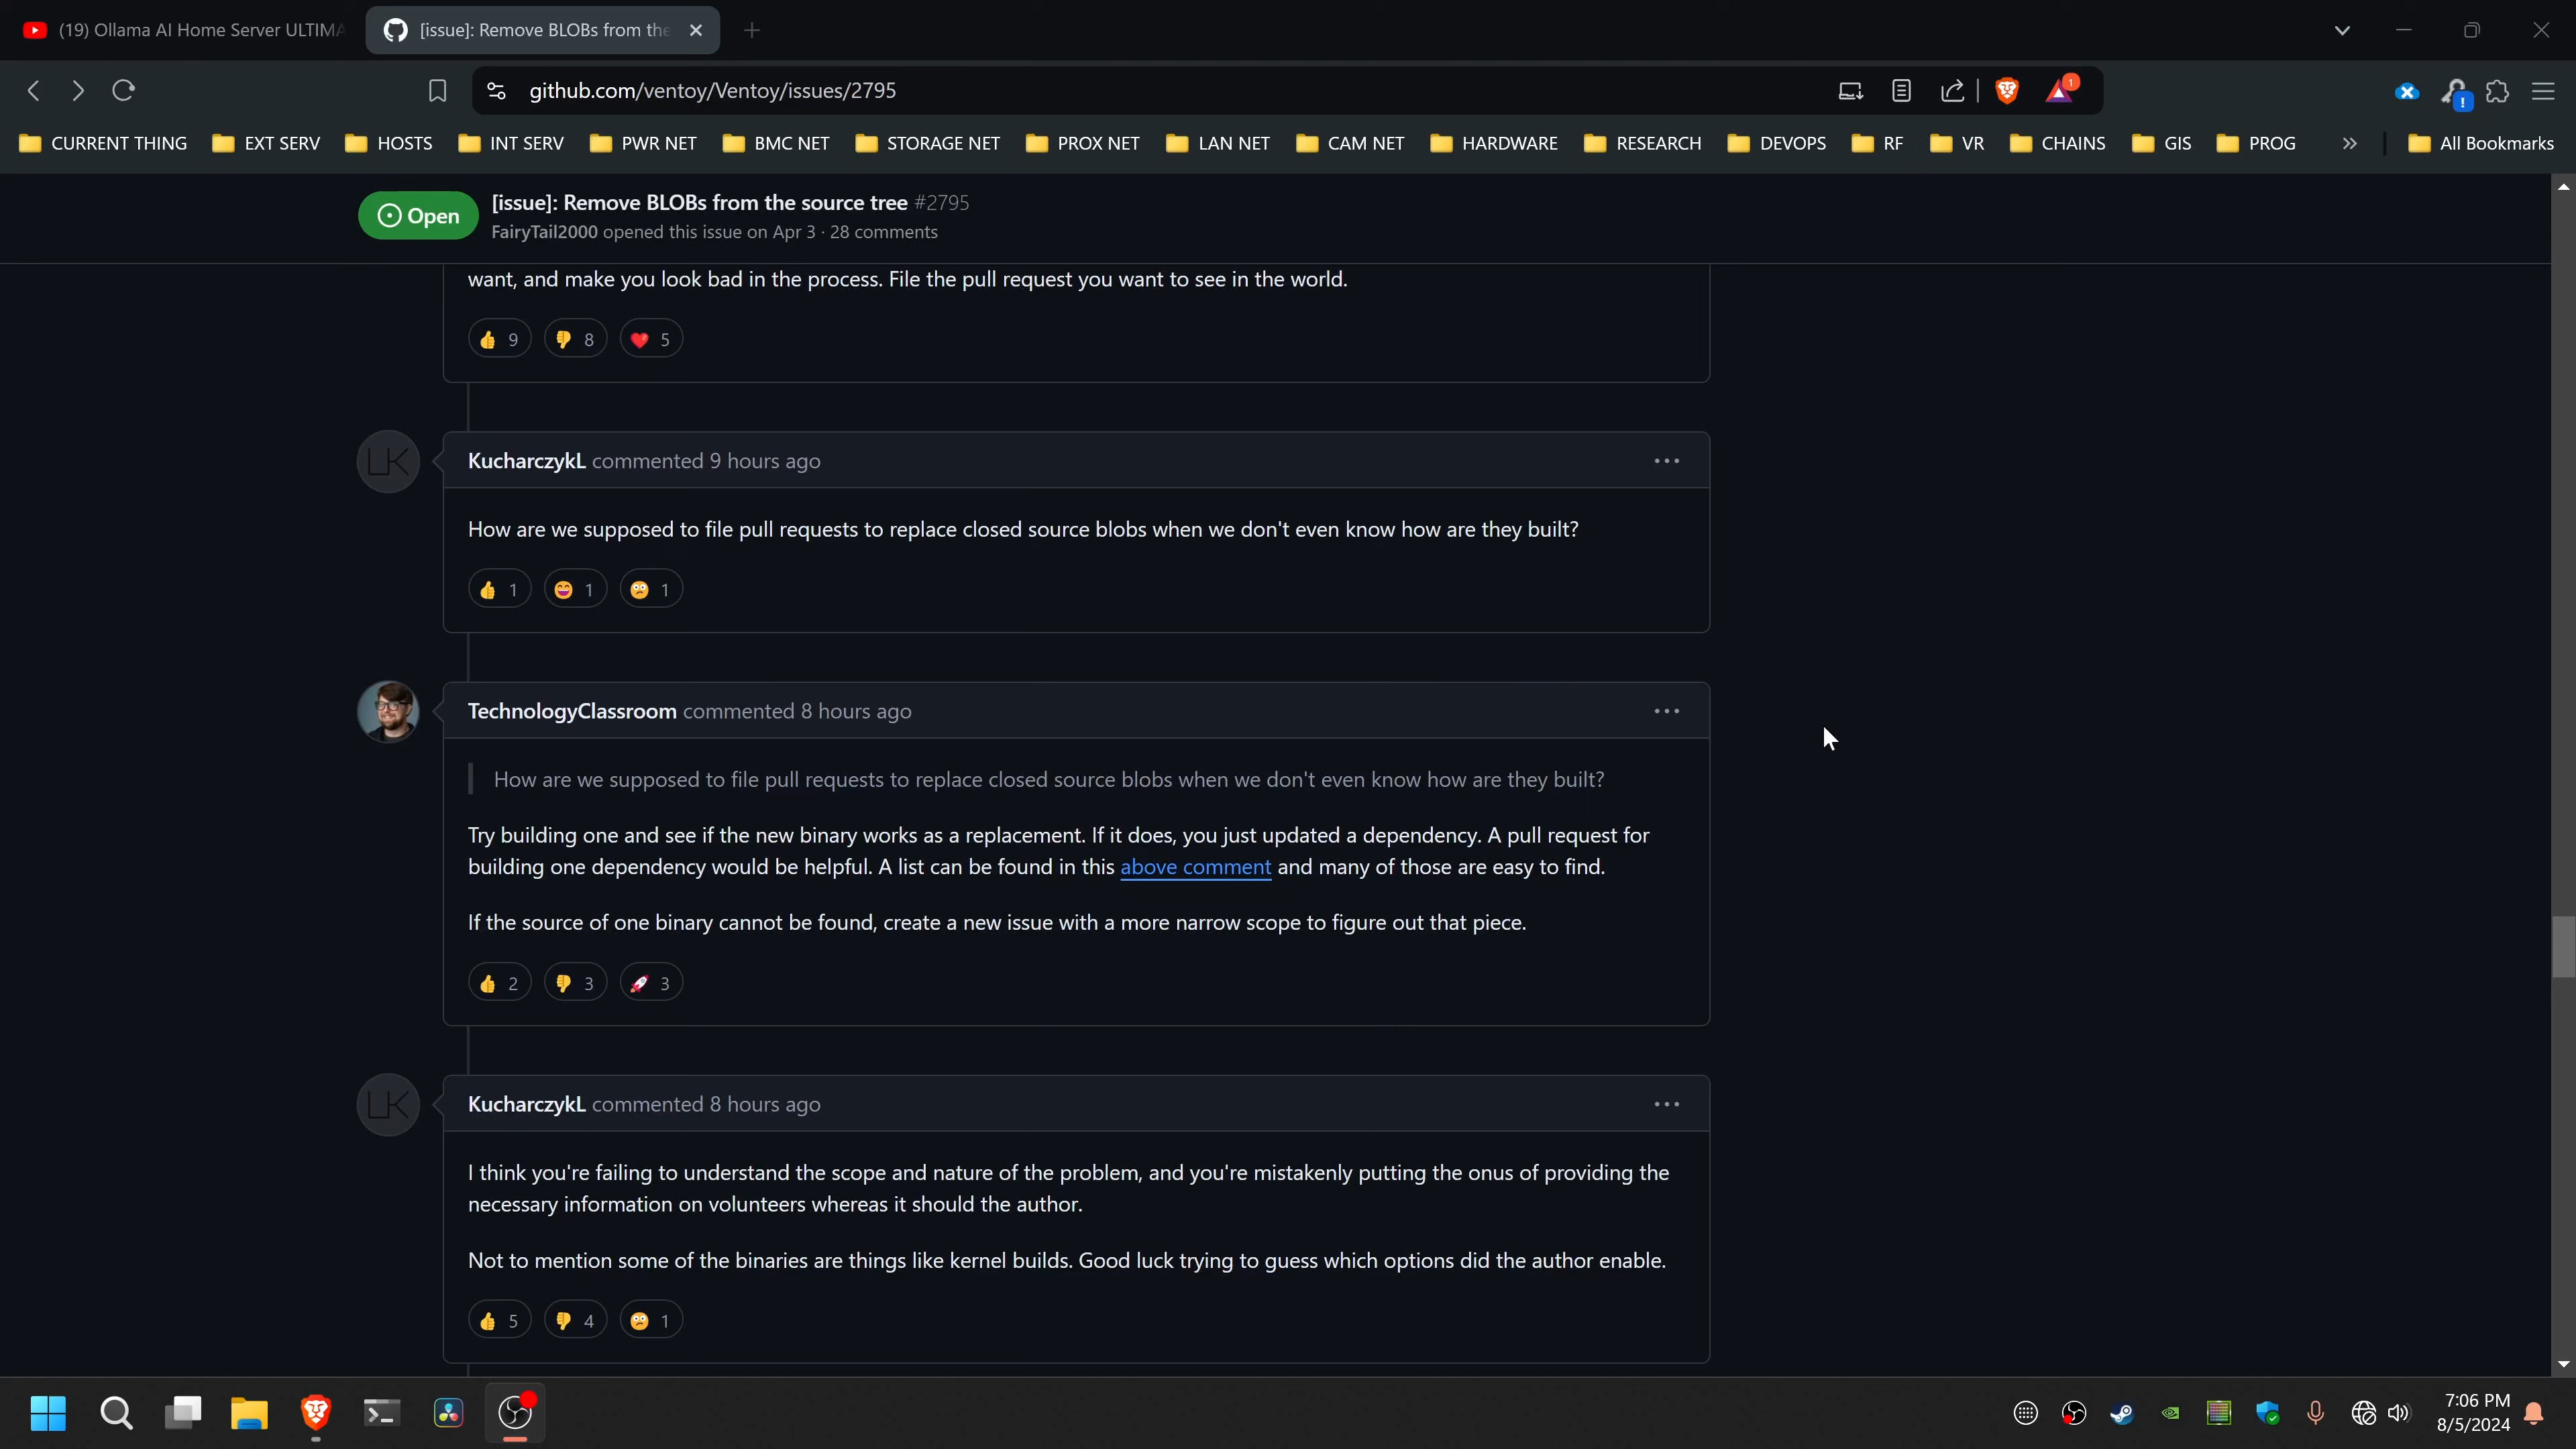 (19) Ollama AI Home Server ULTIMA
[issue]: Remove BLOBs from the
github.com/ventoy/Ventoy/issues/2795
1
!
CURRENT THING
EXT SERV
HOSTS
INT SERV
PWR NET
BMC NET
STORAGE NET
PROX NET
LAN NET
CAM NET
HARDWARE
RESEARCH
DEVOPS
RF
VR
CHAINS
GIS
PROG
All Bookmarks
Open
[issue]: Remove BLOBs from the source tree #2795
FairyTail2000 opened this issue on Apr 3 · 28 comments
want, and make you look bad in the process. File the pull request you want to see in the world.
👍 9 👎 8 ❤️ 5
LK
KucharczykL commented 9 hours ago
How are we supposed to file pull requests to replace closed source blobs when we don't even know how are they built?
👍 1 😄 1 😕 1
TechnologyClassroom commented 8 hours ago
How are we supposed to file pull requests to replace closed source blobs when we don't even know how are they built?
Try building one and see if the new binary works as a replacement. If it does, you just updated a dependency. A pull request for
building one dependency would be helpful. A list can be found in this above comment and many of those are easy to find.
If the source of one binary cannot be found, create a new issue with a more narrow scope to figure out that piece.
👍 2 👎 3 🚀 3
LK
KucharczykL commented 8 hours ago
I think you're failing to understand the scope and nature of the problem, and you're mistakenly putting the onus of providing the
necessary information on volunteers whereas it should the author.
Not to mention some of the binaries are things like kernel builds. Good luck trying to guess which options did the author enable.
👍 5 👎 4 😕 1
7:06 PM
8/5/2024